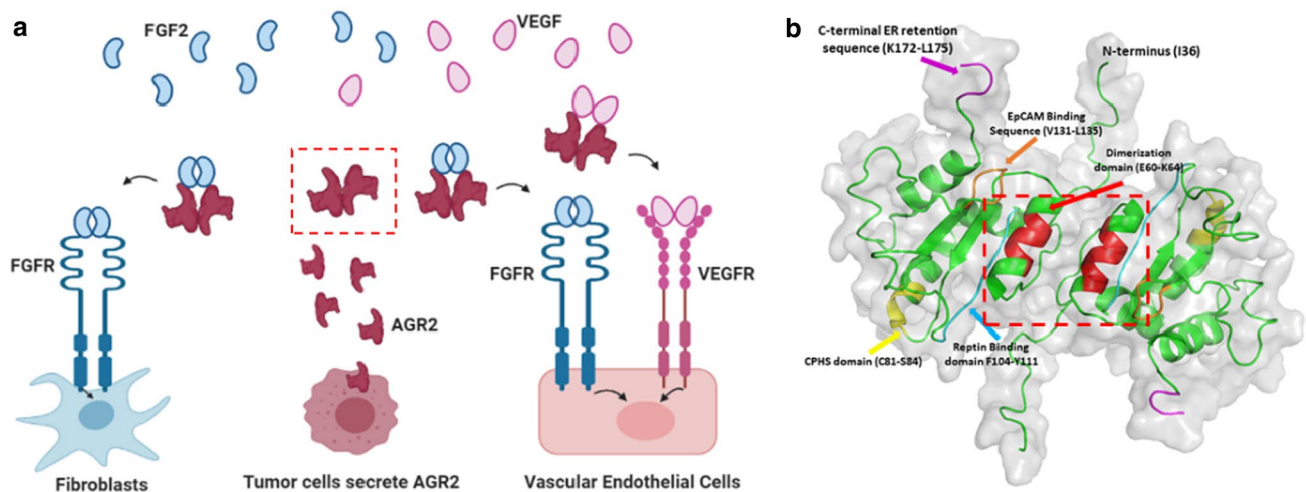 a
FGF2
VEGF
FGFR
AGR2
FGFR
VEGFR
Fibroblasts
Tumor cells secrete AGR2
Vascular Endothelial Cells
b
C-terminal ER retention
sequence (K172-L175)
N-terminus (I36)
EpCAM Binding
Sequence (V131-L135)
Dimerization
domain (E60-K64)
CPHS domain (C81-S84)
Reptin Binding
domain F104-Y111